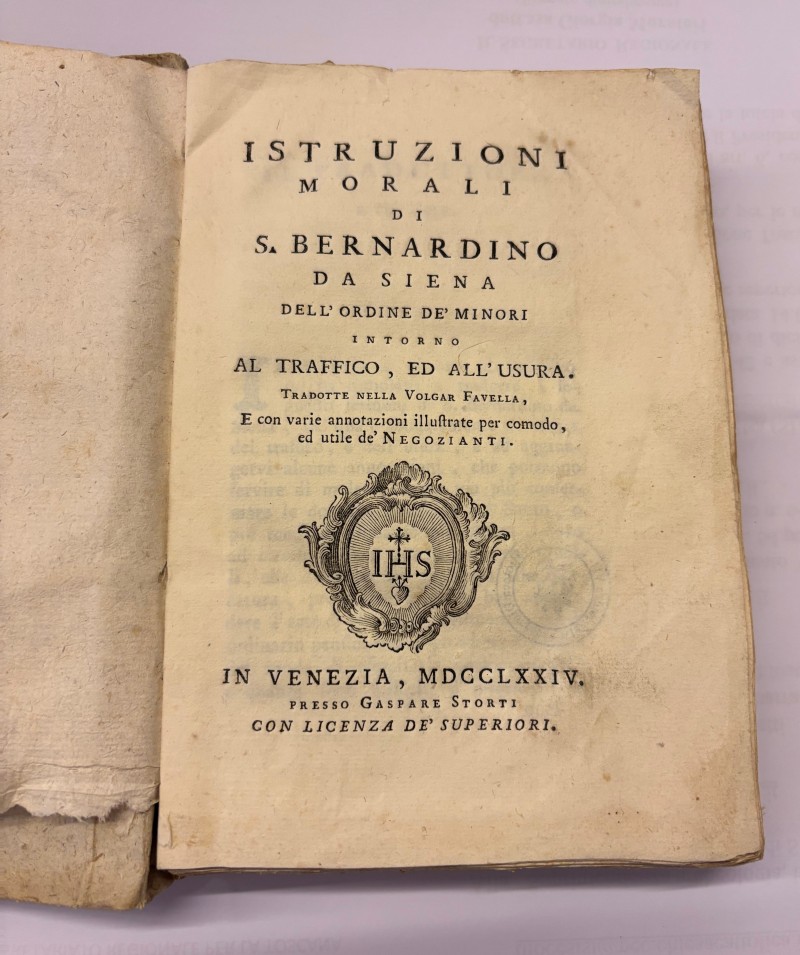 ISTRUZIONI
MORALI
DI
S. BERNARDINO
DA SIENA
DELL' ORDINE DE' MINORI
INTORNO
AL TRAFFICO, ED ALL' USURA.
TRADOTTE NELLA VOLGAR FAVELLA,
E con varie annotazioni illuſtrate per comodo,
ed utile de' NEGOZIANTI.
IHS
IN VENEZIA, MDCCLXXIV.
PRESSO GASPARE STORTI
CON LICENZA DE' SUPERIORI.